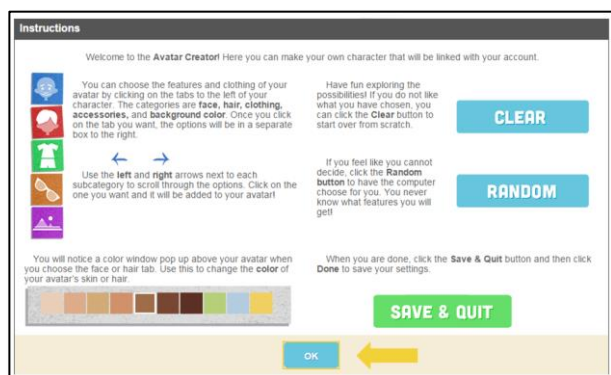 Instructions
Welcome to the Avatar Creator! Here you can make your own character that will be linked with your account.
You can choose the features and clothing of your
avatar by clicking on the tabs to the left of your
character. The categories are face, hair, clothing,
accessories, and background color. Once you click
on the tab you want, the options will be in a separate
box to the right.
Use the left and right arrows next to each
subcategory to scroll through the options. Click on the
one you want and it will be added to your avatar!
Have fun exploring the
possibilities! If you do not like
what you have chosen, you
can click the Clear button to
start over from scratch.
CLEAR
If you feel like you cannot
decide, click the Random
button to have the computer
choose for you. You never
know what features you will
get!
RANDOM
You will notice a color window pop up above your avatar when
you choose the face or hair tab. Use this to change the color of
your avatar's skin or hair.
When you are done, click the Save & Quit button and then click
Done to save your settings.
SAVE & QUIT
OK